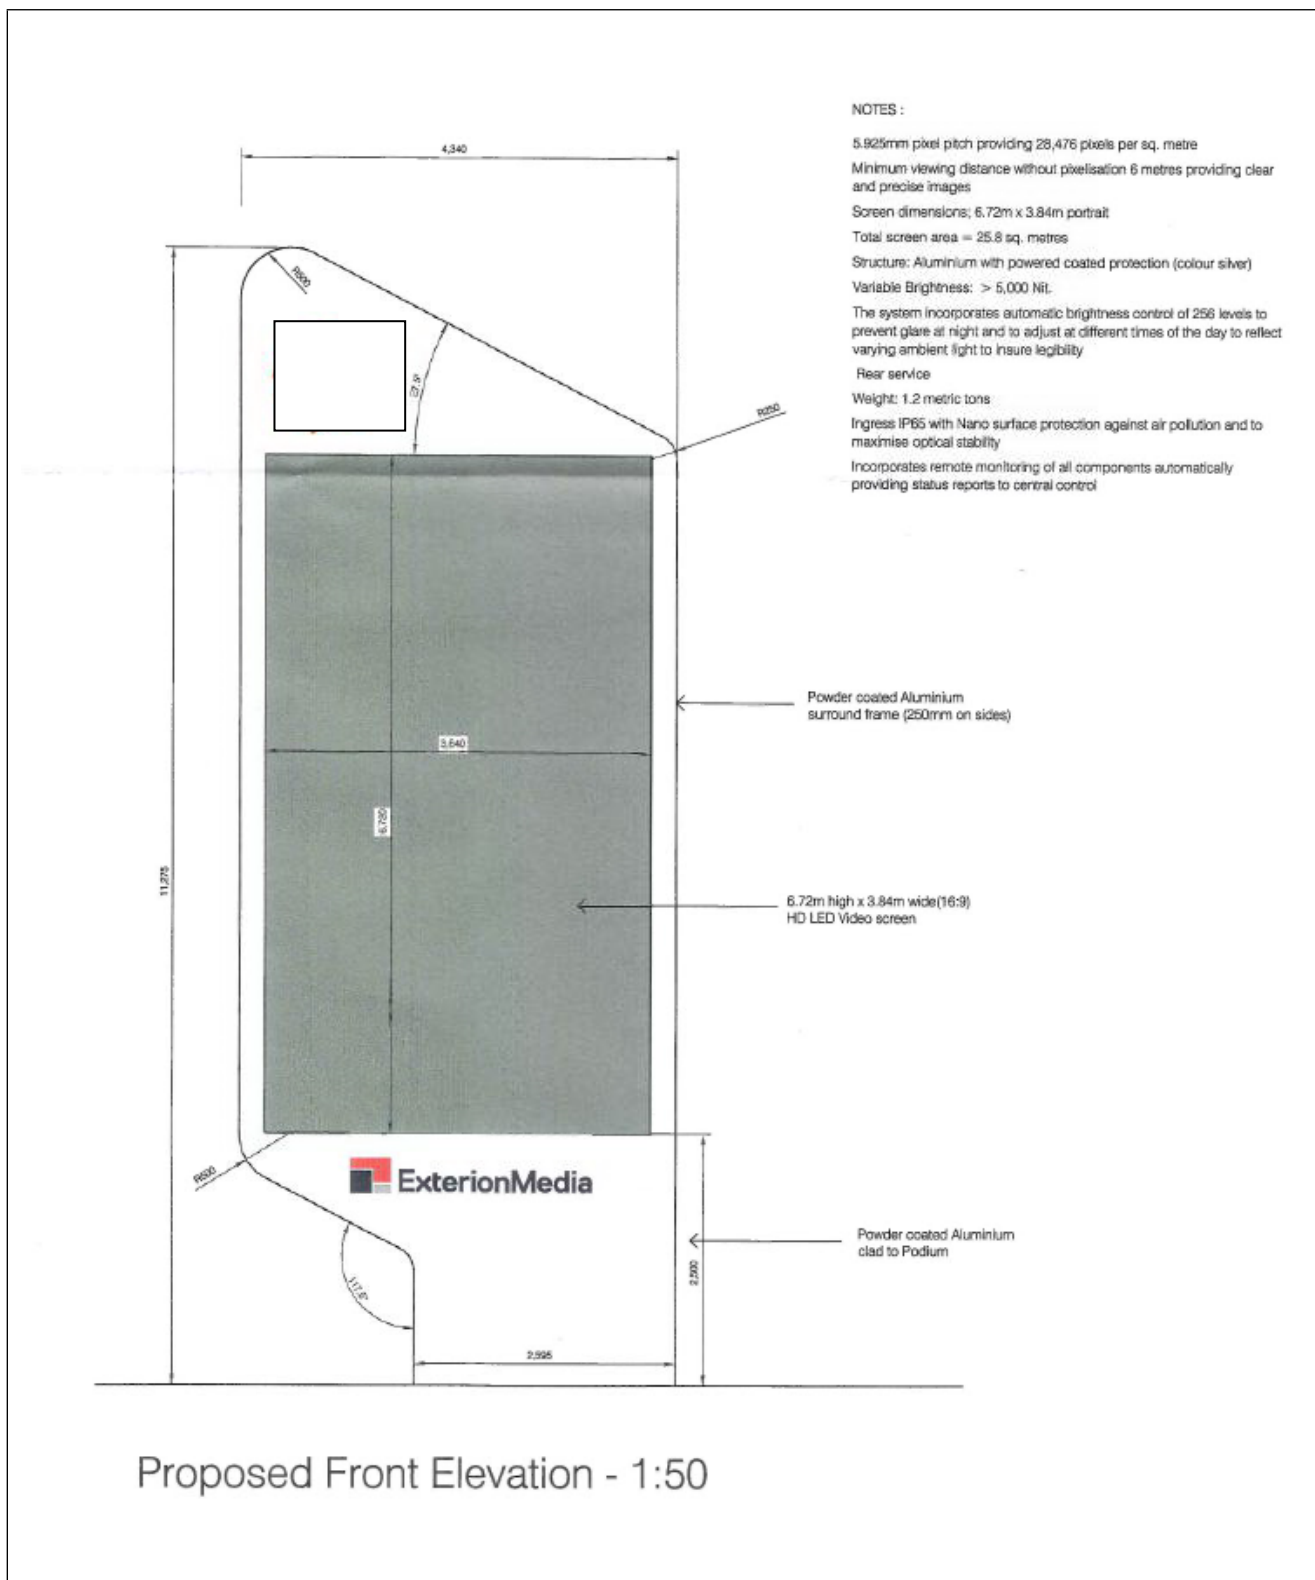 NOTES :
5.925mm pixel pitch providing 28,476 pixels per sq. metre
Minimum viewing distance without pixelisation 6 metres providing clear
and precise images
Screen dimensions; 6.72m x 3.84m portrait
Total screen area = 25.8 sq. metres
Structure: Aluminium with powered coated protection (colour silver)
Variable Brightness: > 5,000 Nit.
The system incorporates automatic brightness control of 256 levels to
prevent glare at night and to adjust at different times of the day to reflect
varying ambient light to insure legibility
Rear service
Weight: 1.2 metric tons
Ingress IP65 with Nano surface protection against air pollution and to
maximise optical stability
Incorporates remote monitoring of all components automatically
providing status reports to central control
4,340
R500
27.5°
R250
Powder coated Aluminium
surround frame (250mm on sides)
3,840
6,720
11,275
6.72m high x 3.84m wide(16:9)
HD LED Video screen
R500
ExterionMedia
Powder coated Aluminium
clad to Podium
117.5°
2,500
2,595
Proposed Front Elevation - 1:50